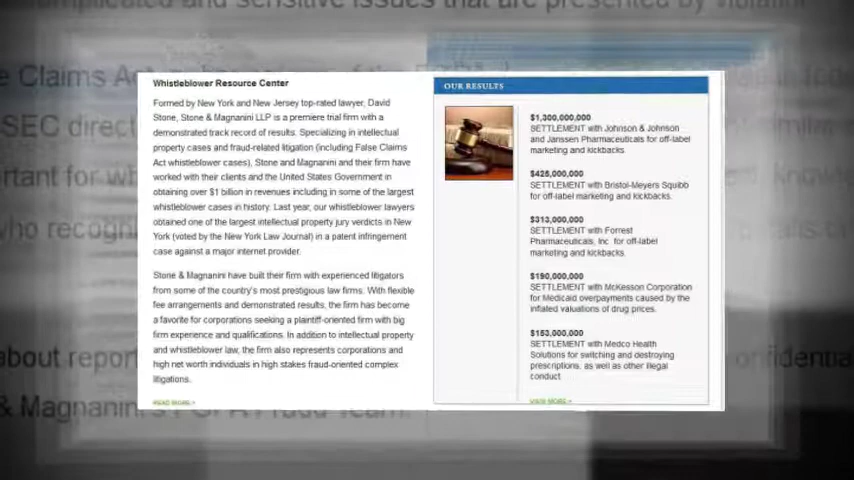 complicated and sensitive issues that are presented by
Claims Act
SEC
about
& Magnanini's
Whistleblower Resource Center
Formed by New York and New Jersey top-rated lawyer, David
Stone, Stone & Magnanini LLP is a premiere trial firm with a
demonstrated track record of results. Specializing in intellectual
property cases and fraud-related litigation (including False Claims
Act whistleblower cases), Stone and Magnanini and their firm have
worked with their clients and the United States Government in
obtaining over $1 billion in revenues including in some of the largest
whistleblower cases in history. Last year, our whistleblower lawyers
obtained one of the largest intellectual property jury verdicts in New
York (voted by the New York Law Journal) in a patent infringement
case against a major internet provider.
Stone & Magnanini have built their firm with experienced litigators
from some of the country's most prestigious law firms. With flexible
fee arrangements and demonstrated results, the firm has become
a favorite for corporations seeking a plaintiff-oriented firm with big
firm experience and qualifications. In addition to intellectual property
and whistleblower law, the firm also represents corporations and
high net worth individuals in high stakes fraud-oriented complex
litigations.
READ MORE »
OUR RESULTS
$1,300,000,000
SETTLEMENT with Johnson & Johnson
and Janssen Pharmaceuticals for off-label
marketing and kickbacks.
$425,000,000
SETTLEMENT with Bristol-Meyers Squibb
for off-label marketing and kickbacks.
$313,000,000
SETTLEMENT with Forrest
Pharmaceuticals, Inc. for off-label
marketing and kickbacks.
$190,000,000
SETTLEMENT with McKesson Corporation
for Medicaid overpayments caused by the
inflated valuations of drug prices.
$153,000,000
SETTLEMENT with Medco Health
Solutions for switching and destroying
prescriptions, as well as other illegal
conduct
VIEW MORE »